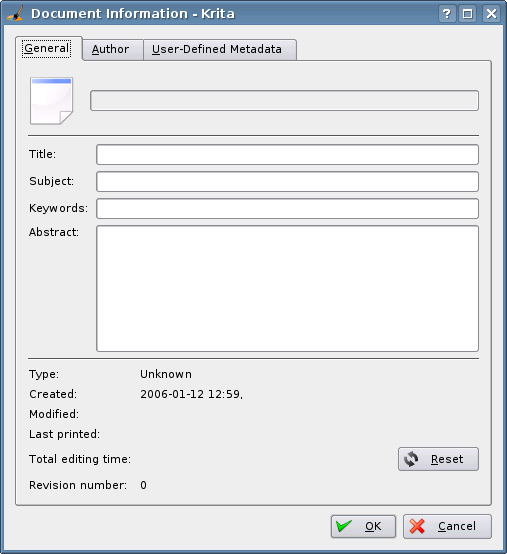 Document Information - Krita
General Author User-Defined Metadata
Title:
Subject:
Keywords:
Abstract:
Type: Unknown
Created: 2006-01-12 12:59,
Modified:
Last printed:
Total editing time: Reset
Revision number: 0
OK Cancel